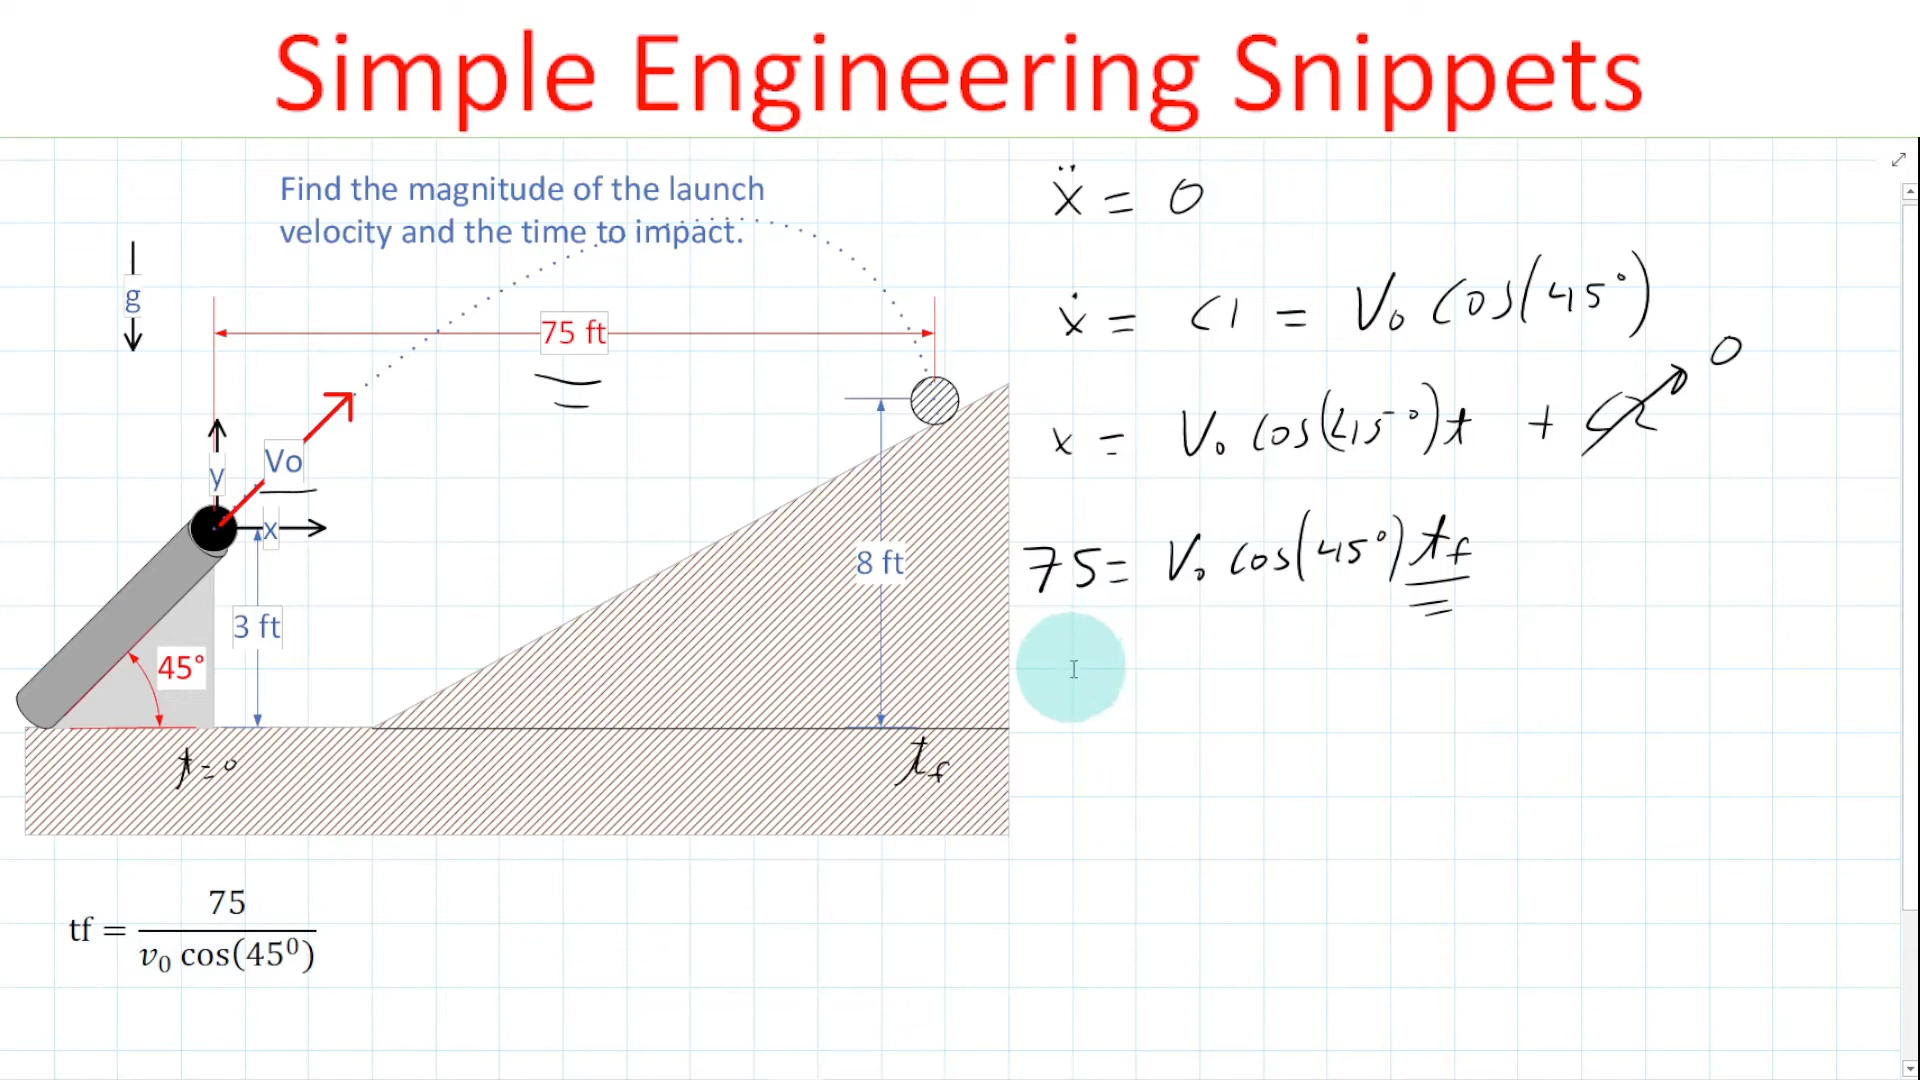 Simple Engineering Snippets
Find the magnitude of the launch
velocity and the time to impact.
g
75 ft
Vo
y
x
3 ft
8 ft
45°
t=0
tf
tf = 75 / v₀ cos(45⁰)
ẍ = 0
ẋ = C1 = V₀ Cos(45°)
x = V₀ Cos(45°)t + C2 → 0
75 = V₀ Cos(45°) tf